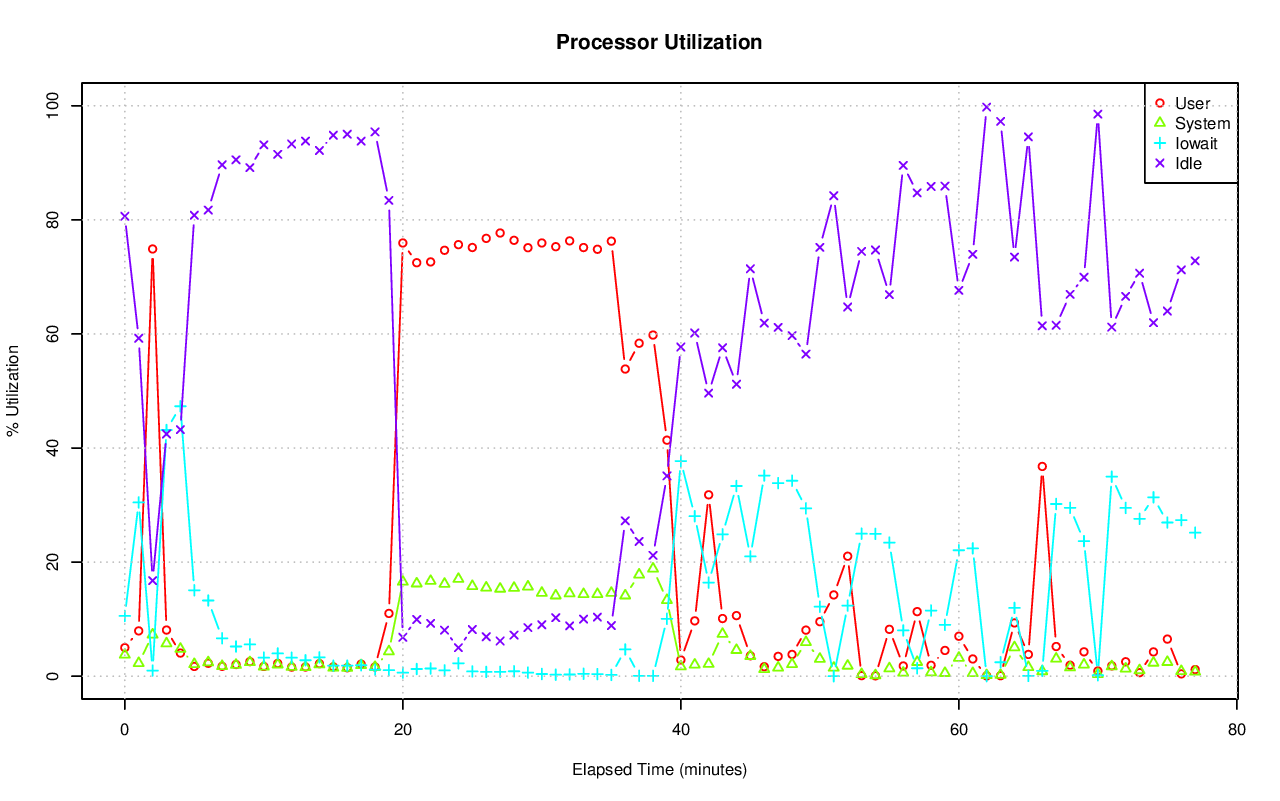 Processor Utilization
User
System
Iowait
Idle
% Utilization
100
80
60
40
20
0
0 20 40 60 80
Elapsed Time (minutes)